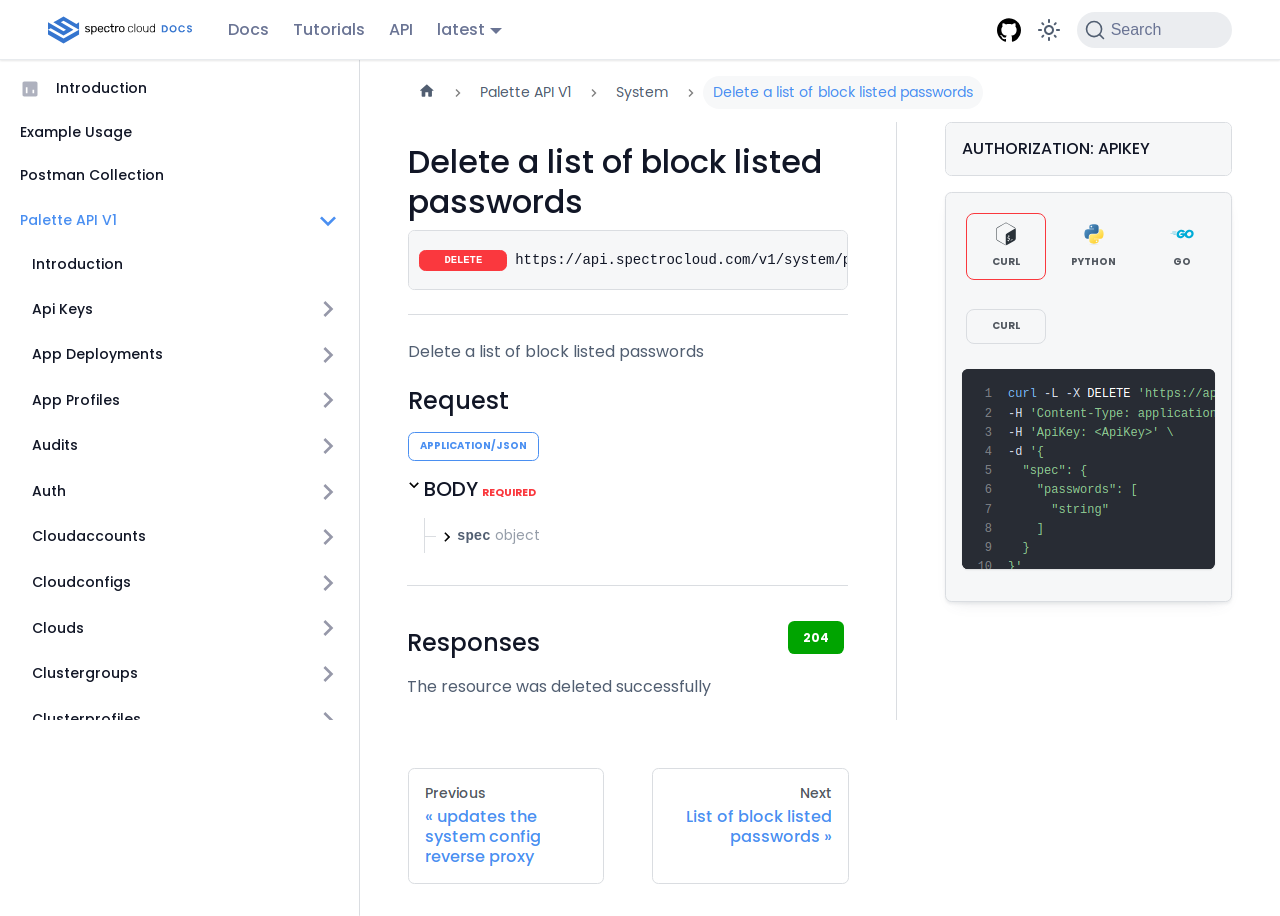 spectro cloud DOCS
Docs
Tutorials
API
latest
Search
Introduction
Example Usage
Postman Collection
Palette API V1
Introduction
Api Keys
App Deployments
App Profiles
Audits
Auth
Cloudaccounts
Cloudconfigs
Clouds
Clustergroups
Clusterprofiles
Palette API V1
System
Delete a list of block listed passwords
Delete a list of block listed
passwords
DELETE
https://api.spectrocloud.com/v1/system/p
Delete a list of block listed passwords
Request
APPLICATION/JSON
BODY REQUIRED
spec object
Responses
204
The resource was deleted successfully
Previous
« updates the
system config
reverse proxy
Next
List of block listed
passwords »
AUTHORIZATION: APIKEY
CURL
PYTHON
GO
CURL
1 curl -L -X DELETE 'https://ap
2 -H 'Content-Type: application
3 -H 'ApiKey: <ApiKey>' \
4 -d '{
5 "spec": {
6 "passwords": [
7 "string"
8 ]
9 }
10 }'